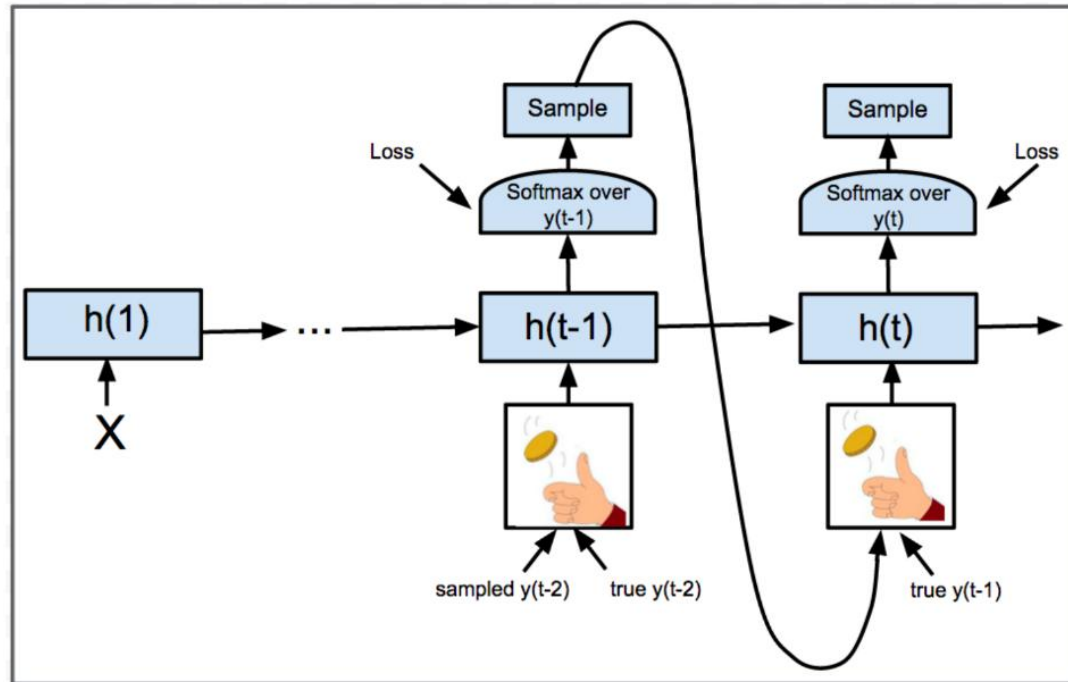 Sample
Sample
Loss
Loss
Softmax over
y(t-1)
Softmax over
y(t)
h(1)
...
h(t-1)
h(t)
X
sampled y(t-2)
true y(t-2)
true y(t-1)